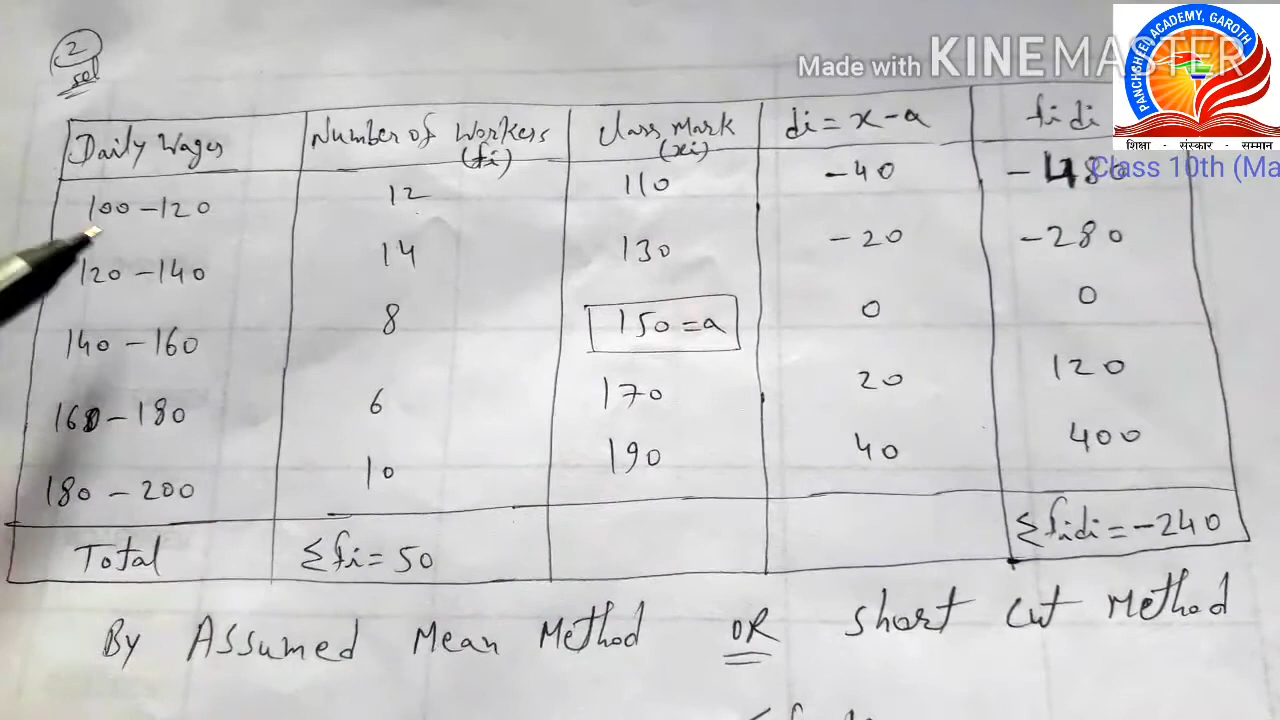 2
sol
Made with KINEMASTER
PANCHSHEEL ACADEMY, GAROTH
शिक्षा - संस्कार - सम्मान
Class 10th (Ma
Daily Wages Number of Workers (fi) Class Mark (xi) di = x-a fidi
100-120 12 110 -40 -480
120-140 14 130 -20 -280
140-160 8 150=a 0 0
160-180 6 170 20 120
180-200 10 190 40 400
Total Σfi=50 Σfidi=-240
By Assumed Mean Method OR Short Cut Method